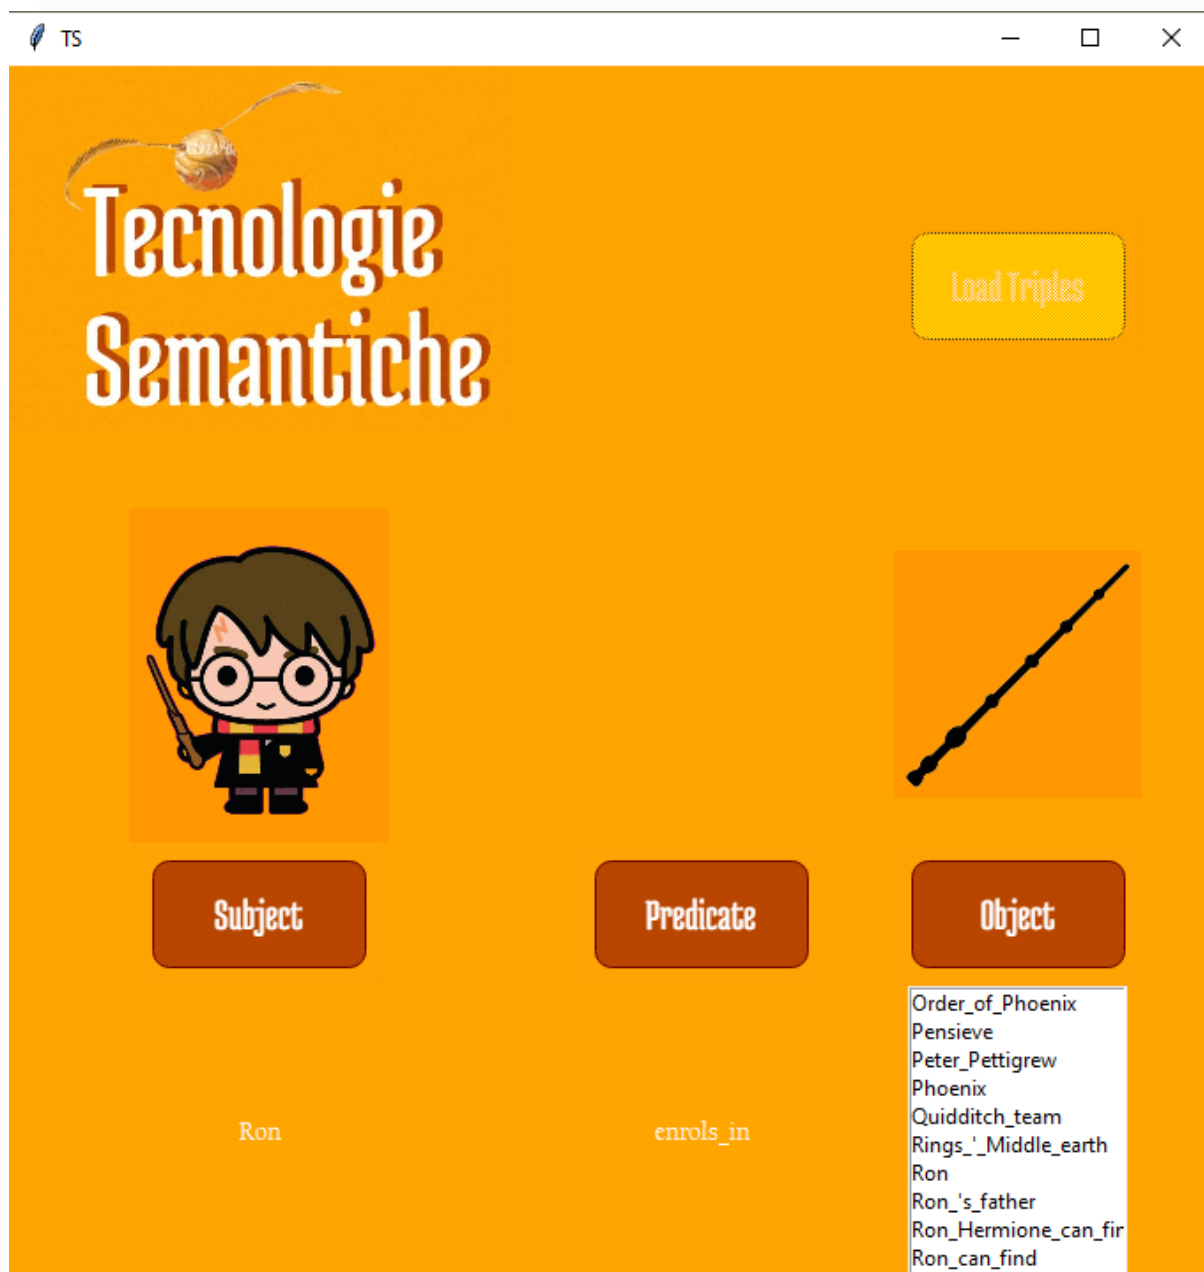 TS
Tecnologie
Semantiche
Load Triples
Subject
Predicate
Object
Ron
enrols_in
Order_of_Phoenix
Pensieve
Peter_Pettigrew
Phoenix
Quidditch_team
Rings_'_Middle_earth
Ron
Ron_'s_father
Ron_Hermione_can_fin
Ron_can_find